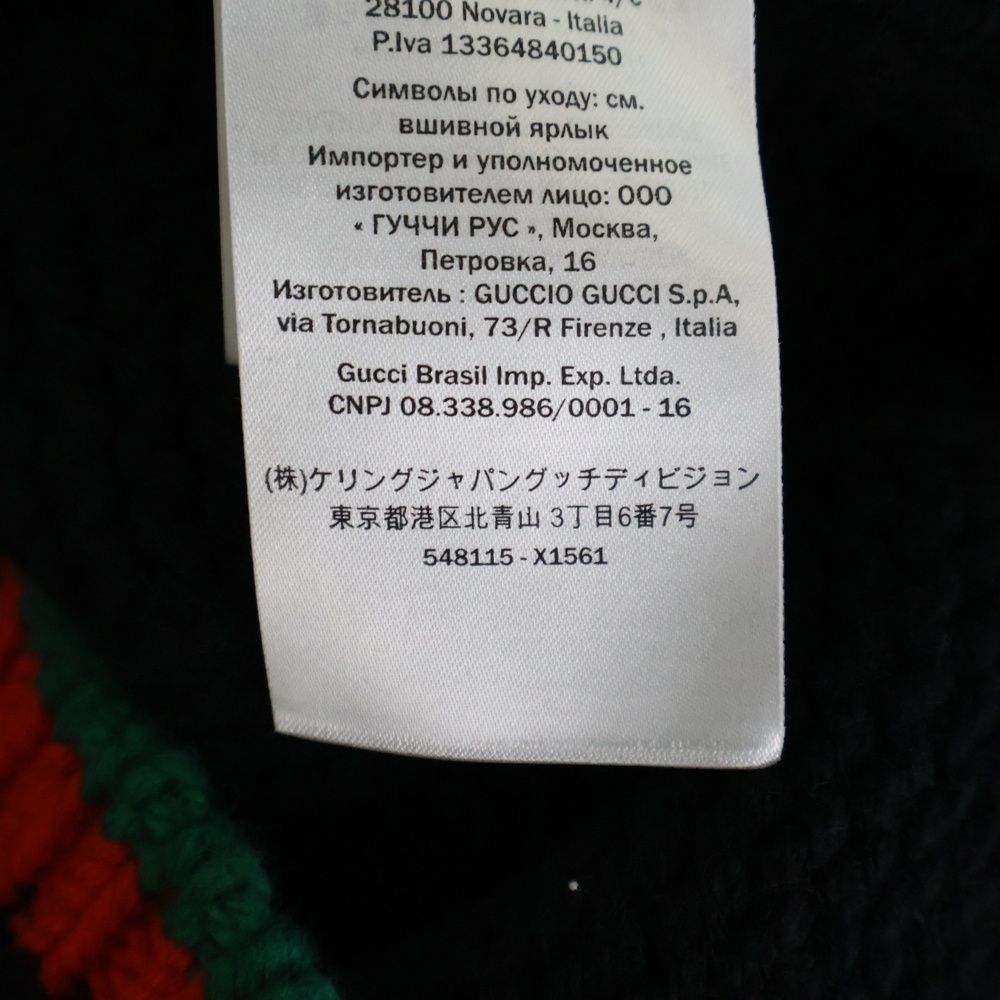 28100 Novara - Italia
P.Iva 13364840150
Символы по уходу: см.
вшивной ярлык
Импортер и уполномоченное
изготовителем лицо: ООО
« ГУЧЧИ РУС », Москва,
Петровка, 16
Изготовитель : GUCCIO GUCCI S.p.A,
via Tornabuoni, 73/R Firenze , Italia
Gucci Brasil Imp. Exp. Ltda.
CNPJ 08.338.986/0001 - 16
(株)ケリングジャパングッチディビジョン
東京都港区北青山 3丁目6番7号
548115 - X1561